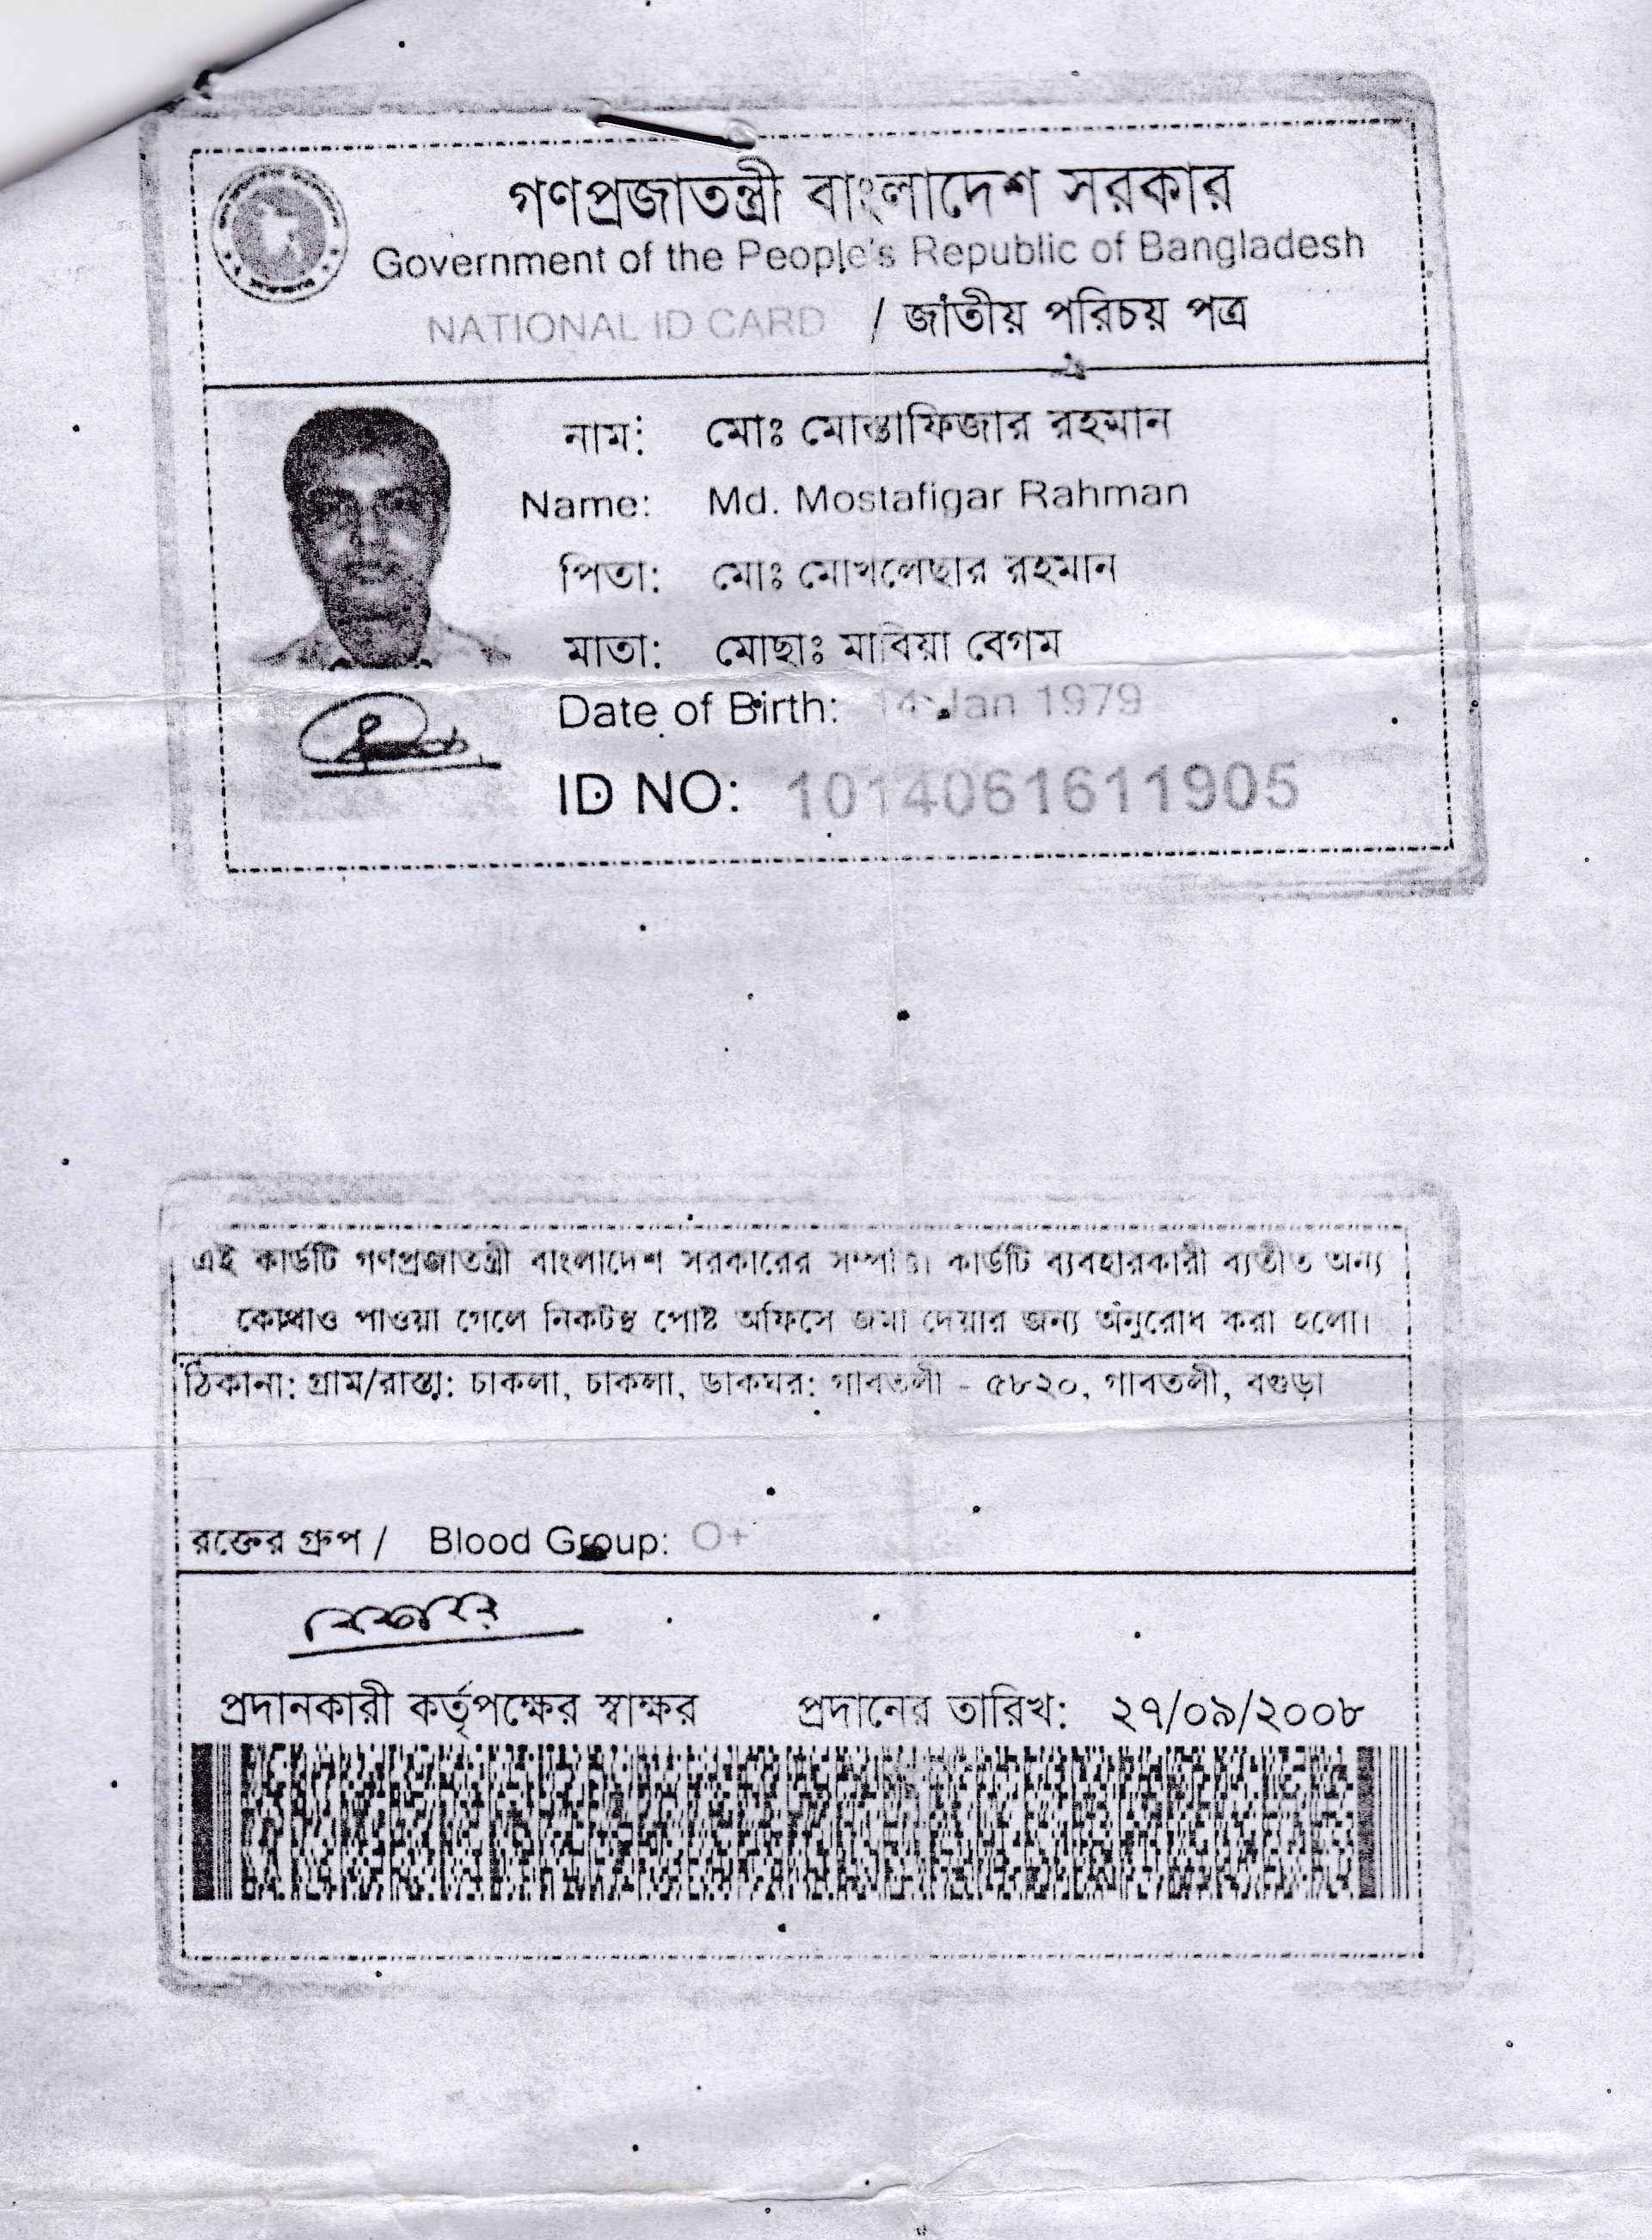 গণপ্রজাতন্ত্রী বাংলাদেশ সরকার
Government of the People's Republic of Bangladesh
NATIONAL ID CARD / জাতীয় পরিচয় পত্র
নাম: মোঃ মোস্তাফিজার রহমান
Name: Md. Mostafigar Rahman
পিতা: মোঃ মোখলেছার রহমান
মাতা: মোছাঃ মাবিয়া বেগম
Date of Birth: 14 Jan 1979
ID NO: 1014061611905
এই কার্ডটি গণপ্রজাতন্ত্রী বাংলাদেশ সরকারের সম্পত্তি। কার্ডটি ব্যবহারকারী ব্যতীত অন্য
কোথাও পাওয়া গেলে নিকটস্থ পোষ্ট অফিসে জমা দেয়ার জন্য অনুরোধ করা হলো।
ঠিকানা: গ্রাম/রাস্তা: চাকলা, চাকলা, ডাকঘর: গাবতলী - ৫৮২০, গাবতলী, বগুড়া
রক্তের গ্রুপ / Blood Group: O+
প্রদানকারী কর্তৃপক্ষের স্বাক্ষর প্রদানের তারিখ: ২৭/০৯/২০০৮